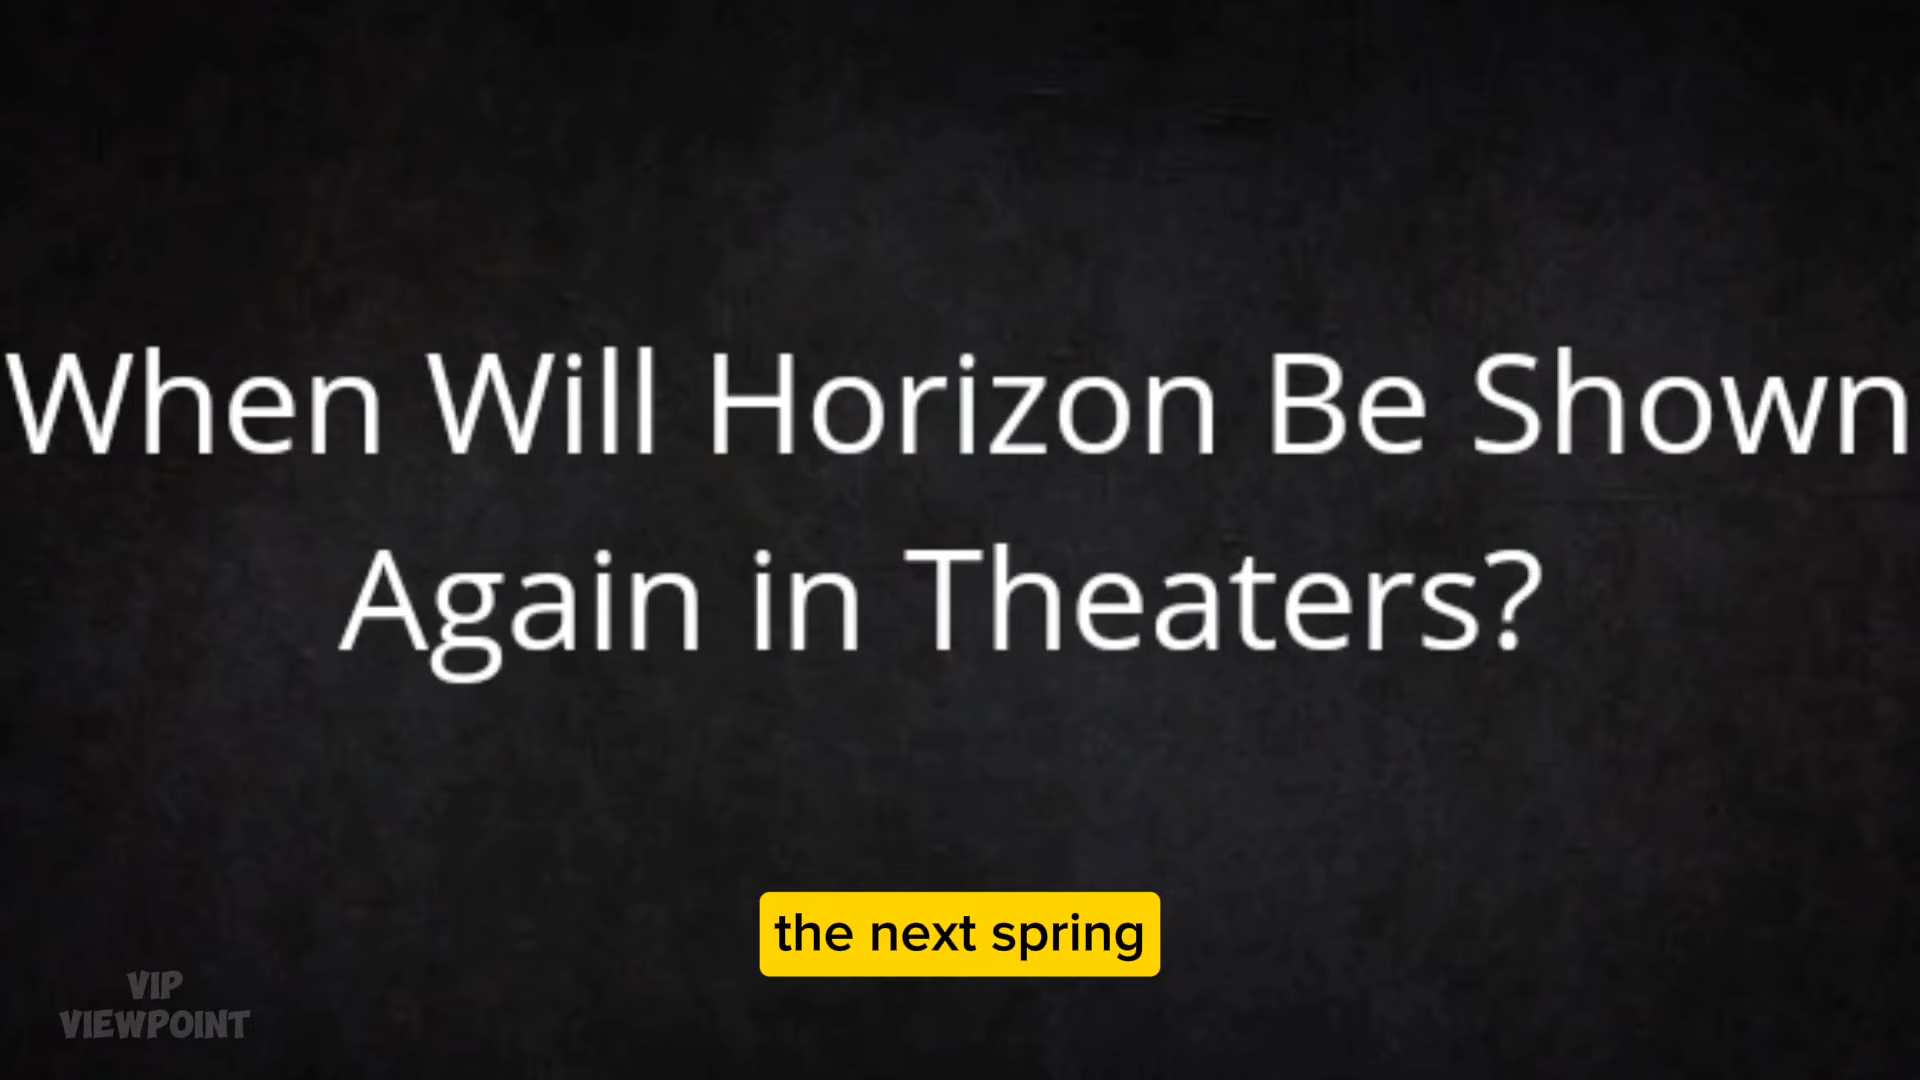 When Will Horizon Be Shown
Again in Theaters?
the next spring
VIP
VIEWPOINT